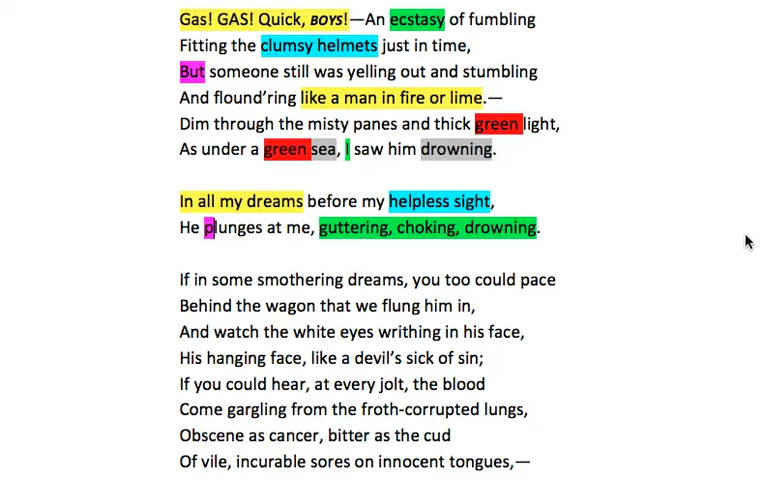 Gas! GAS! Quick, BOYS!—An ecstasy of fumbling
Fitting the clumsy helmets just in time,
But someone still was yelling out and stumbling
And flound'ring like a man in fire or lime.—
Dim through the misty panes and thick green light,
As under a green sea, I saw him drowning.
In all my dreams before my helpless sight,
He plunges at me, guttering, choking, drowning.
If in some smothering dreams, you too could pace
Behind the wagon that we flung him in,
And watch the white eyes writhing in his face,
His hanging face, like a devil's sick of sin;
If you could hear, at every jolt, the blood
Come gargling from the froth-corrupted lungs,
Obscene as cancer, bitter as the cud
Of vile, incurable sores on innocent tongues,—